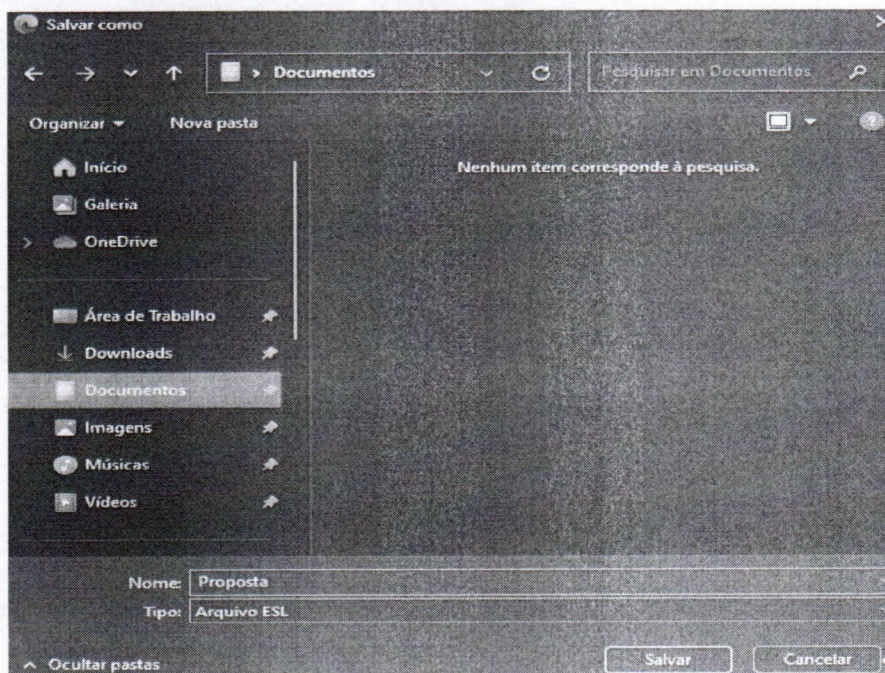 Salvar como
Documentos
Pesquisar em Documentos
Organizar
Nova pasta
Início
Nenhum item corresponde à pesquisa.
Galeria
OneDrive
Área de Trabalho
Downloads
Documentos
Imagens
Músicas
Vídeos
Nome: Proposta
Tipo: Arquivo ESL
Ocultar pastas
Salvar
Cancelar